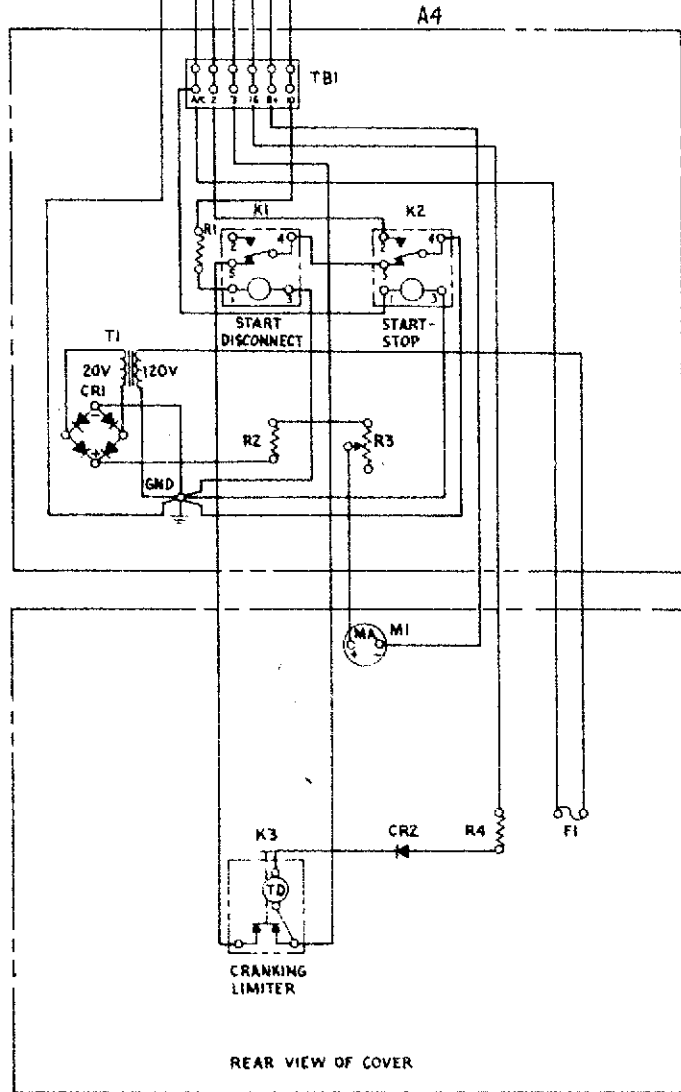 A4
TB1
A/C 2 3 16 B+ 10
R1
K1
K2
2
4
5
1
3
START
DISCONNECT
2
4
5
1
3
START-
STOP
T1
20V
120V
CR1
-
+
R2
R3
GND
MA
M1
+
-
K3
CR2
R4
F1
TD
CRANKING
LIMITER
REAR VIEW OF COVER